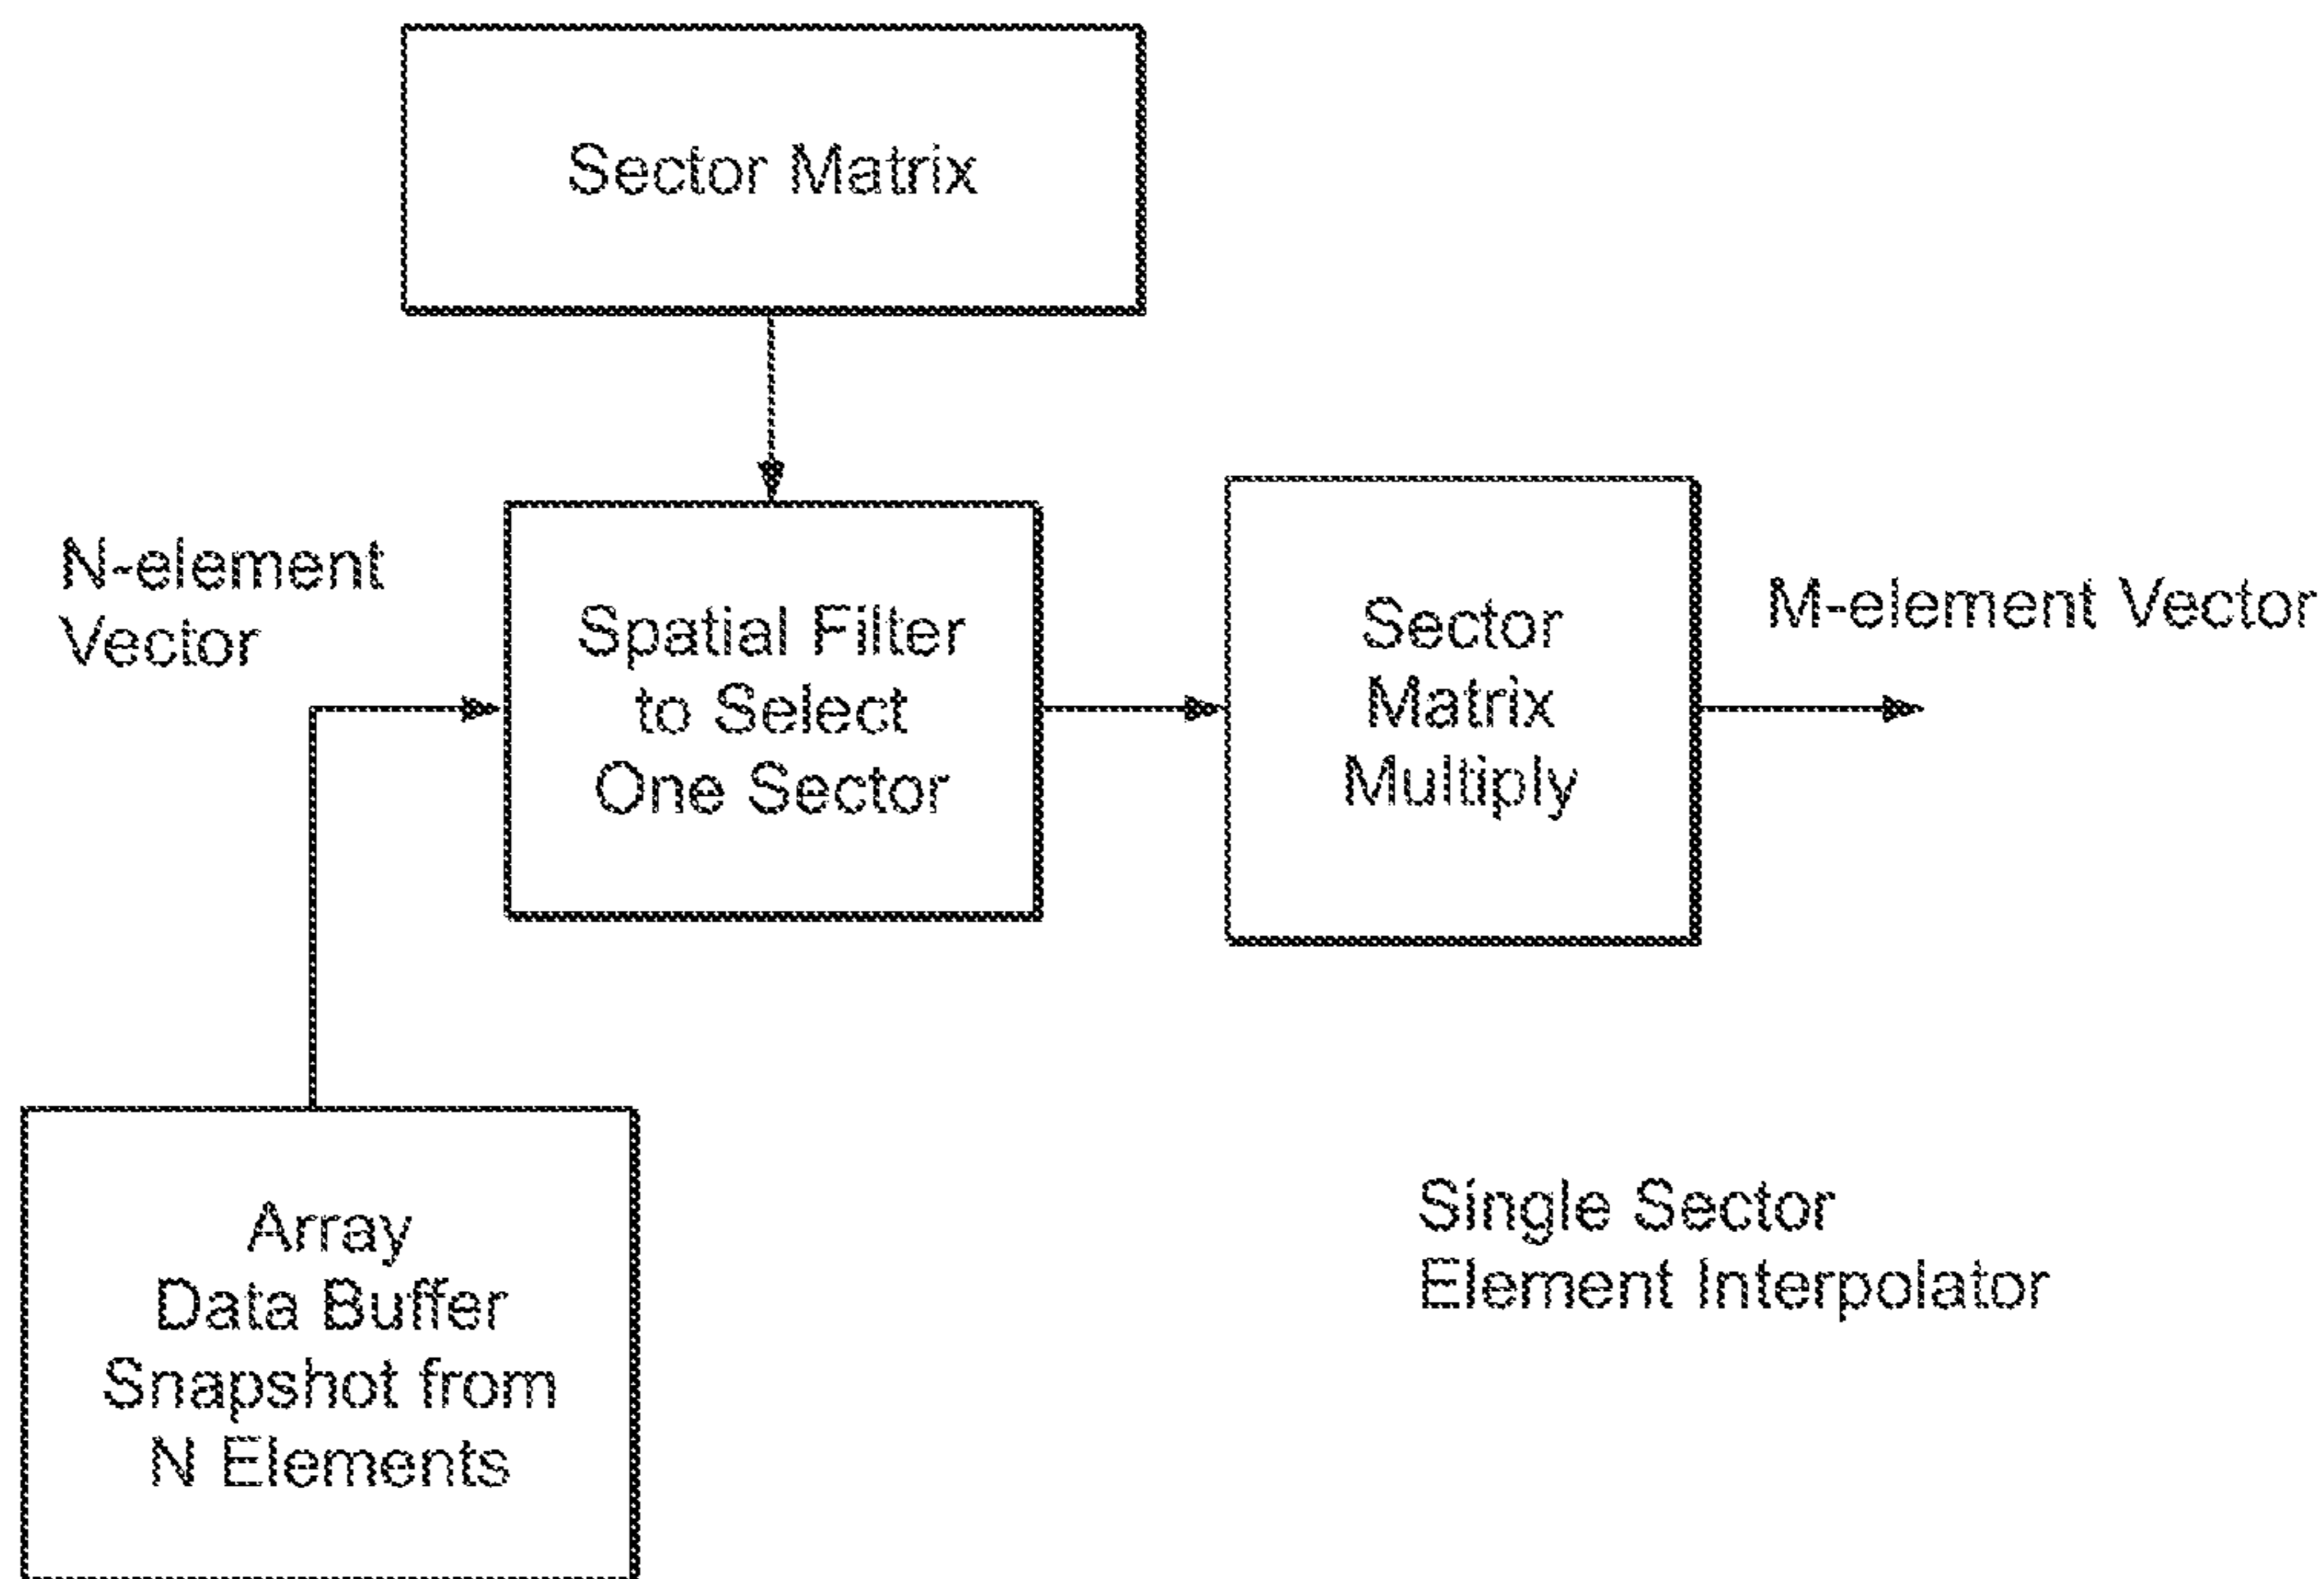 Sector Matrix
N-element
Vector
Spatial Filter
to Select
One Sector
Sector
Matrix
Multiply
M-element Vector
Array
Data Buffer
Snapshot from
N Elements
Single Sector
Element Interpolator